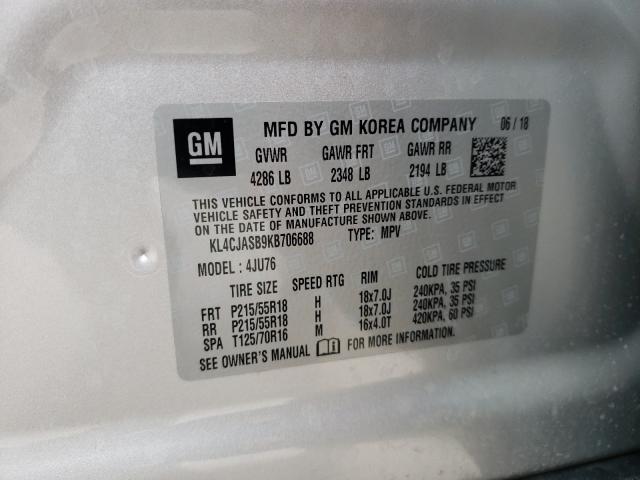 GM
MFD BY GM KOREA COMPANY 06 / 18
GVWR GAWR FRT GAWR RR
4286 LB 2348 LB 2194 LB
THIS VEHICLE CONFORMS TO ALL APPLICABLE U.S. FEDERAL MOTOR
VEHICLE SAFETY AND THEFT PREVENTION STANDARDS IN EFFECT
ON THE DATE OF MANUFACTURE SHOWN ABOVE.
KL4CJASB9KB706688 TYPE: MPV
MODEL : 4JU76
TIRE SIZE SPEED RTG RIM COLD TIRE PRESSURE
FRT P215/55R18 H 18x7.0J 240KPA, 35 PSI
RR P215/55R18 H 18x7.0J 240KPA, 35 PSI
SPA T125/70R16 M 16x4.0T 420KPA, 60 PSI
SEE OWNER'S MANUAL FOR MORE INFORMATION.